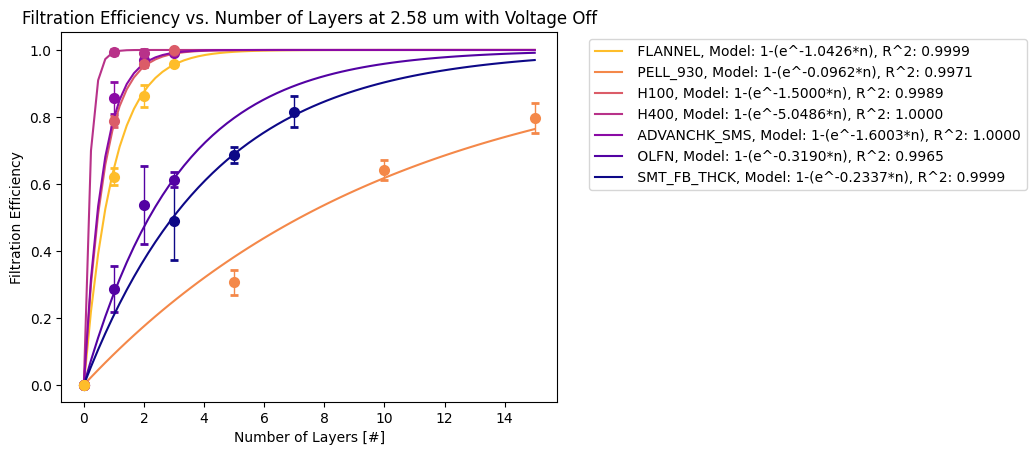 Filtration Efficiency vs. Number of Layers at 2.58 um with Voltage Off
FLANNEL, Model: 1-(e^-1.0426*n), R^2: 0.9999
PELL_930, Model: 1-(e^-0.0962*n), R^2: 0.9971
H100, Model: 1-(e^-1.5000*n), R^2: 0.9989
H400, Model: 1-(e^-5.0486*n), R^2: 1.0000
ADVANCHK_SMS, Model: 1-(e^-1.6003*n), R^2: 1.0000
OLFN, Model: 1-(e^-0.3190*n), R^2: 0.9965
SMT_FB_THCK, Model: 1-(e^-0.2337*n), R^2: 0.9999
Filtration Efficiency
1.0
0.8
0.6
0.4
0.2
0.0
0 2 4 6 8 10 12 14
Number of Layers [#]